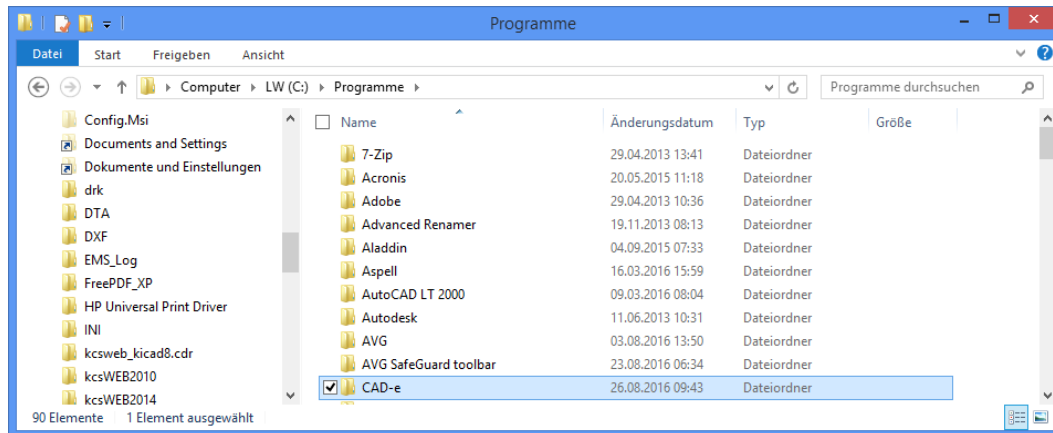 Programme
Datei Start Freigeben Ansicht
Computer LW (C:) Programme Programme durchsuchen
Config.Msi
Documents and Settings
Dokumente und Einstellungen
drk
DTA
DXF
EMS_Log
FreePDF_XP
HP Universal Print Driver
INI
kcsweb_kicad8.cdr
kcsWEB2010
kcsWEB2014
Name Änderungsdatum Typ Größe
7-Zip 29.04.2013 13:41 Dateiordner
Acronis 20.05.2015 11:18 Dateiordner
Adobe 29.04.2013 10:36 Dateiordner
Advanced Renamer 19.11.2013 08:13 Dateiordner
Aladdin 04.09.2015 07:33 Dateiordner
Aspell 16.03.2016 15:59 Dateiordner
AutoCAD LT 2000 09.03.2016 08:04 Dateiordner
Autodesk 11.06.2013 10:31 Dateiordner
AVG 03.08.2016 13:50 Dateiordner
AVG SafeGuard toolbar 23.08.2016 06:34 Dateiordner
CAD-e 26.08.2016 09:43 Dateiordner
90 Elemente 1 Element ausgewählt